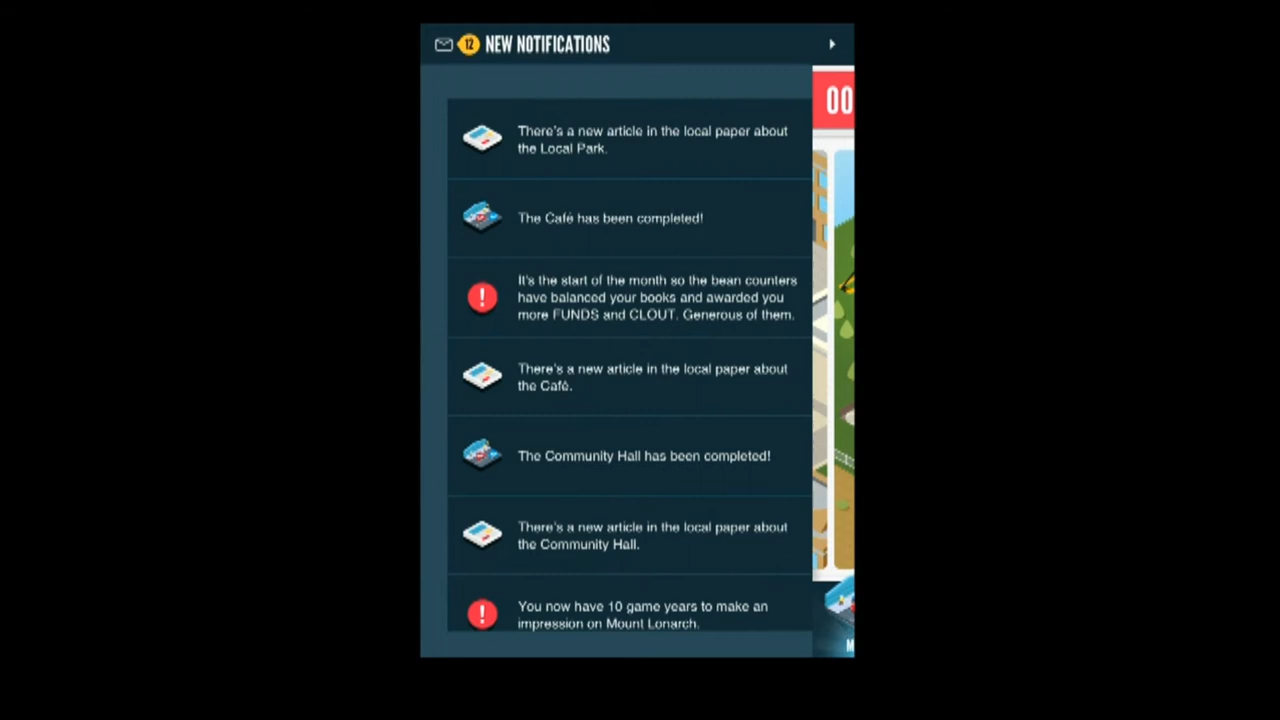 12 NEW NOTIFICATIONS
00
There's a new article in the local paper about
the Local Park.
The Café has been completed!
It's the start of the month so the bean counters
have balanced your books and awarded you
more FUNDS and CLOUT. Generous of them.
There's a new article in the local paper about
the Café.
The Community Hall has been completed!
There's a new article in the local paper about
the Community Hall.
You now have 10 game years to make an
impression on Mount Lonarch.